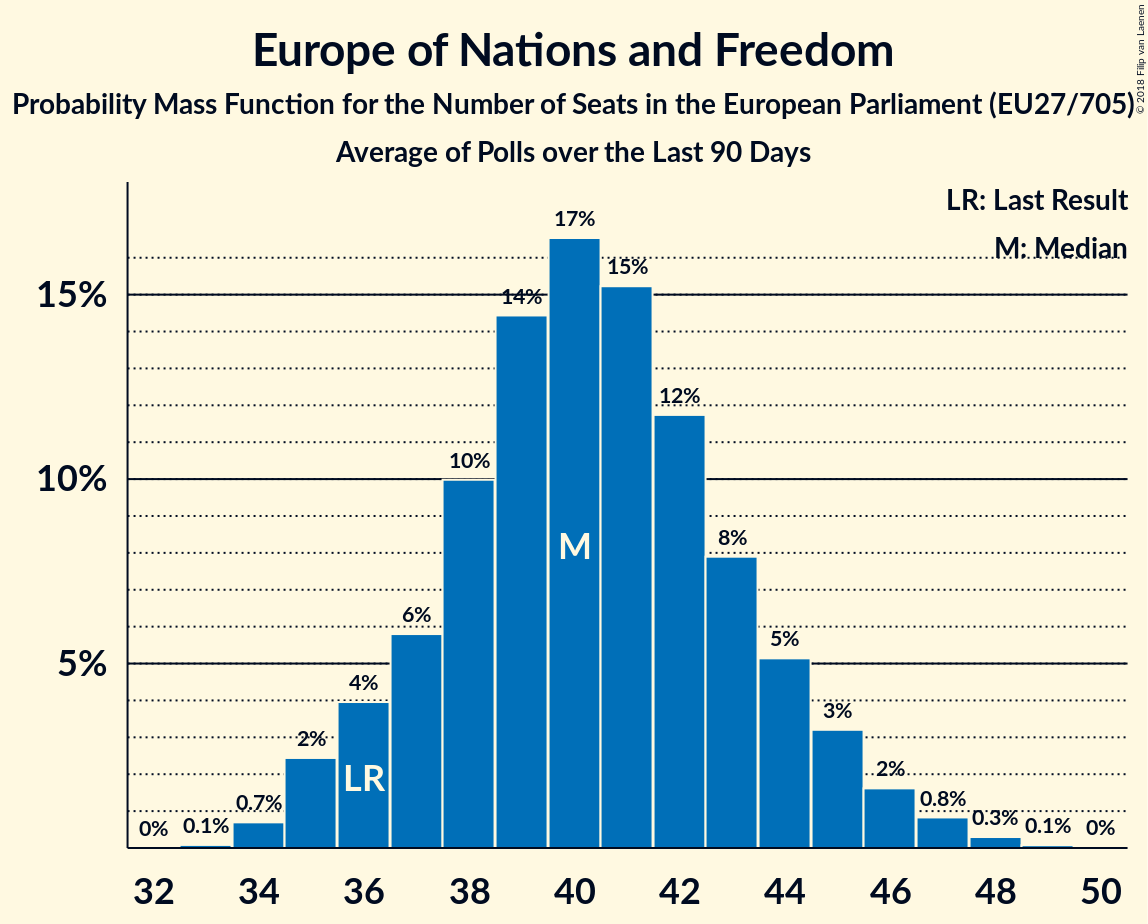 Europe of Nations and Freedom
Probability Mass Function for the Number of Seats in the European Parliament (EU27/705)
Average of Polls over the Last 90 Days
© 2018 Filip van Laenen
LR: Last Result
M: Median
15%
10%
5%
0%
0.1%
0.7%
2%
4%
6%
10%
14%
17%
15%
12%
8%
5%
3%
2%
0.8%
0.3%
0.1%
0%
LR
M
32 34 36 38 40 42 44 46 48 50